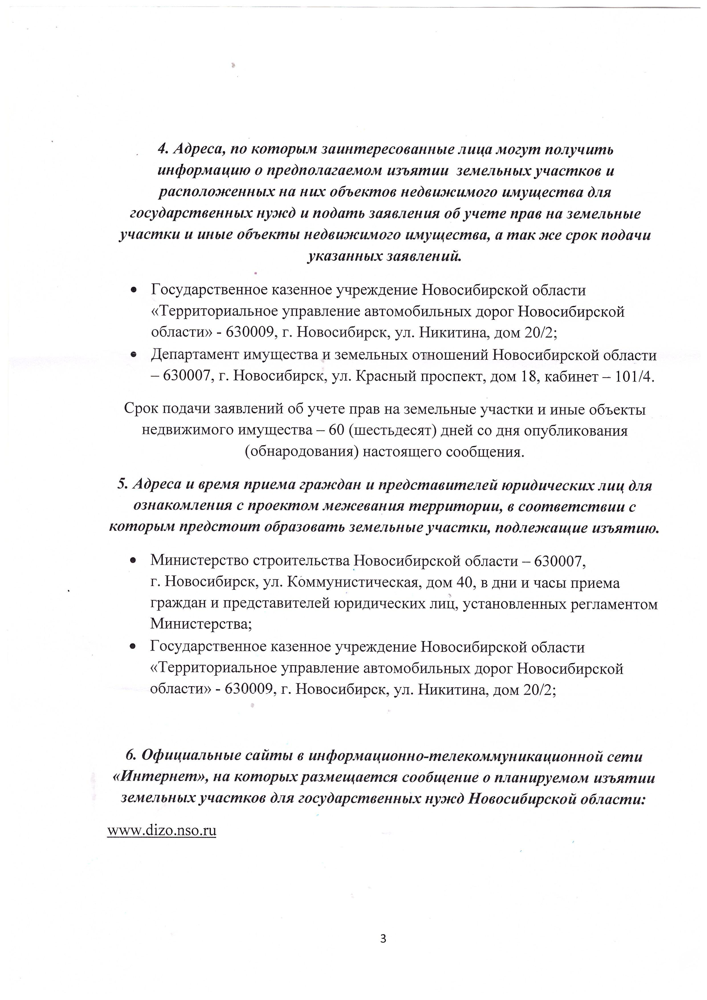 4. Адреса, по которым заинтересованные лица могут получить
информацию о предполагаемом изъятии земельных участков и
расположенных на них объектов недвижимого имущества для
государственных нужд и подать заявления об учете прав на земельные
участки и иные объекты недвижимого имущества, а так же срок подачи
указанных заявлений.
• Государственное казенное учреждение Новосибирской области
«Территориальное управление автомобильных дорог Новосибирской
области» - 630009, г. Новосибирск, ул. Никитина, дом 20/2;
• Департамент имущества и земельных отношений Новосибирской области
– 630007, г. Новосибирск, ул. Красный проспект, дом 18, кабинет – 101/4.
Срок подачи заявлений об учете прав на земельные участки и иные объекты
недвижимого имущества – 60 (шестьдесят) дней со дня опубликования
(обнародования) настоящего сообщения.
5. Адреса и время приема граждан и представителей юридических лиц для
ознакомления с проектом межевания территории, в соответствии с
которым предстоит образовать земельные участки, подлежащие изъятию.
• Министерство строительства Новосибирской области – 630007,
г. Новосибирск, ул. Коммунистическая, дом 40, в дни и часы приема
граждан и представителей юридических лиц, установленных регламентом
Министерства;
• Государственное казенное учреждение Новосибирской области
«Территориальное управление автомобильных дорог Новосибирской
области» - 630009, г. Новосибирск, ул. Никитина, дом 20/2;
6. Официальные сайты в информационно-телекоммуникационной сети
«Интернет», на которых размещается сообщение о планируемом изъятии
земельных участков для государственных нужд Новосибирской области:
www.dizo.nso.ru
3